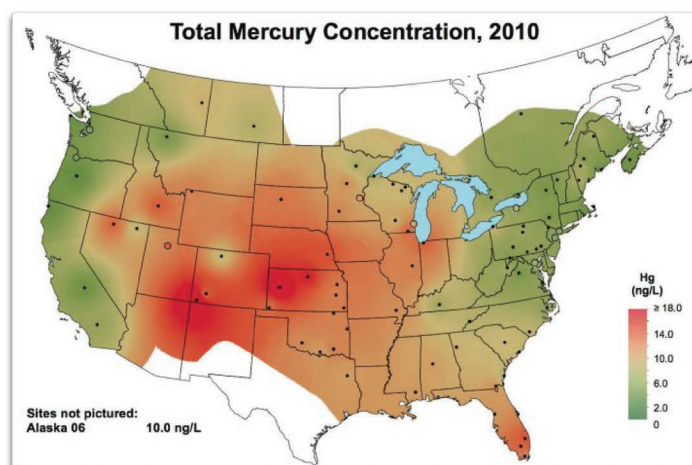 Total Mercury Concentration, 2010
Hg
(ng/L)
≥ 18.0
14.0
10.0
6.0
2.0
0
Sites not pictured:
Alaska 06 10.0 ng/L